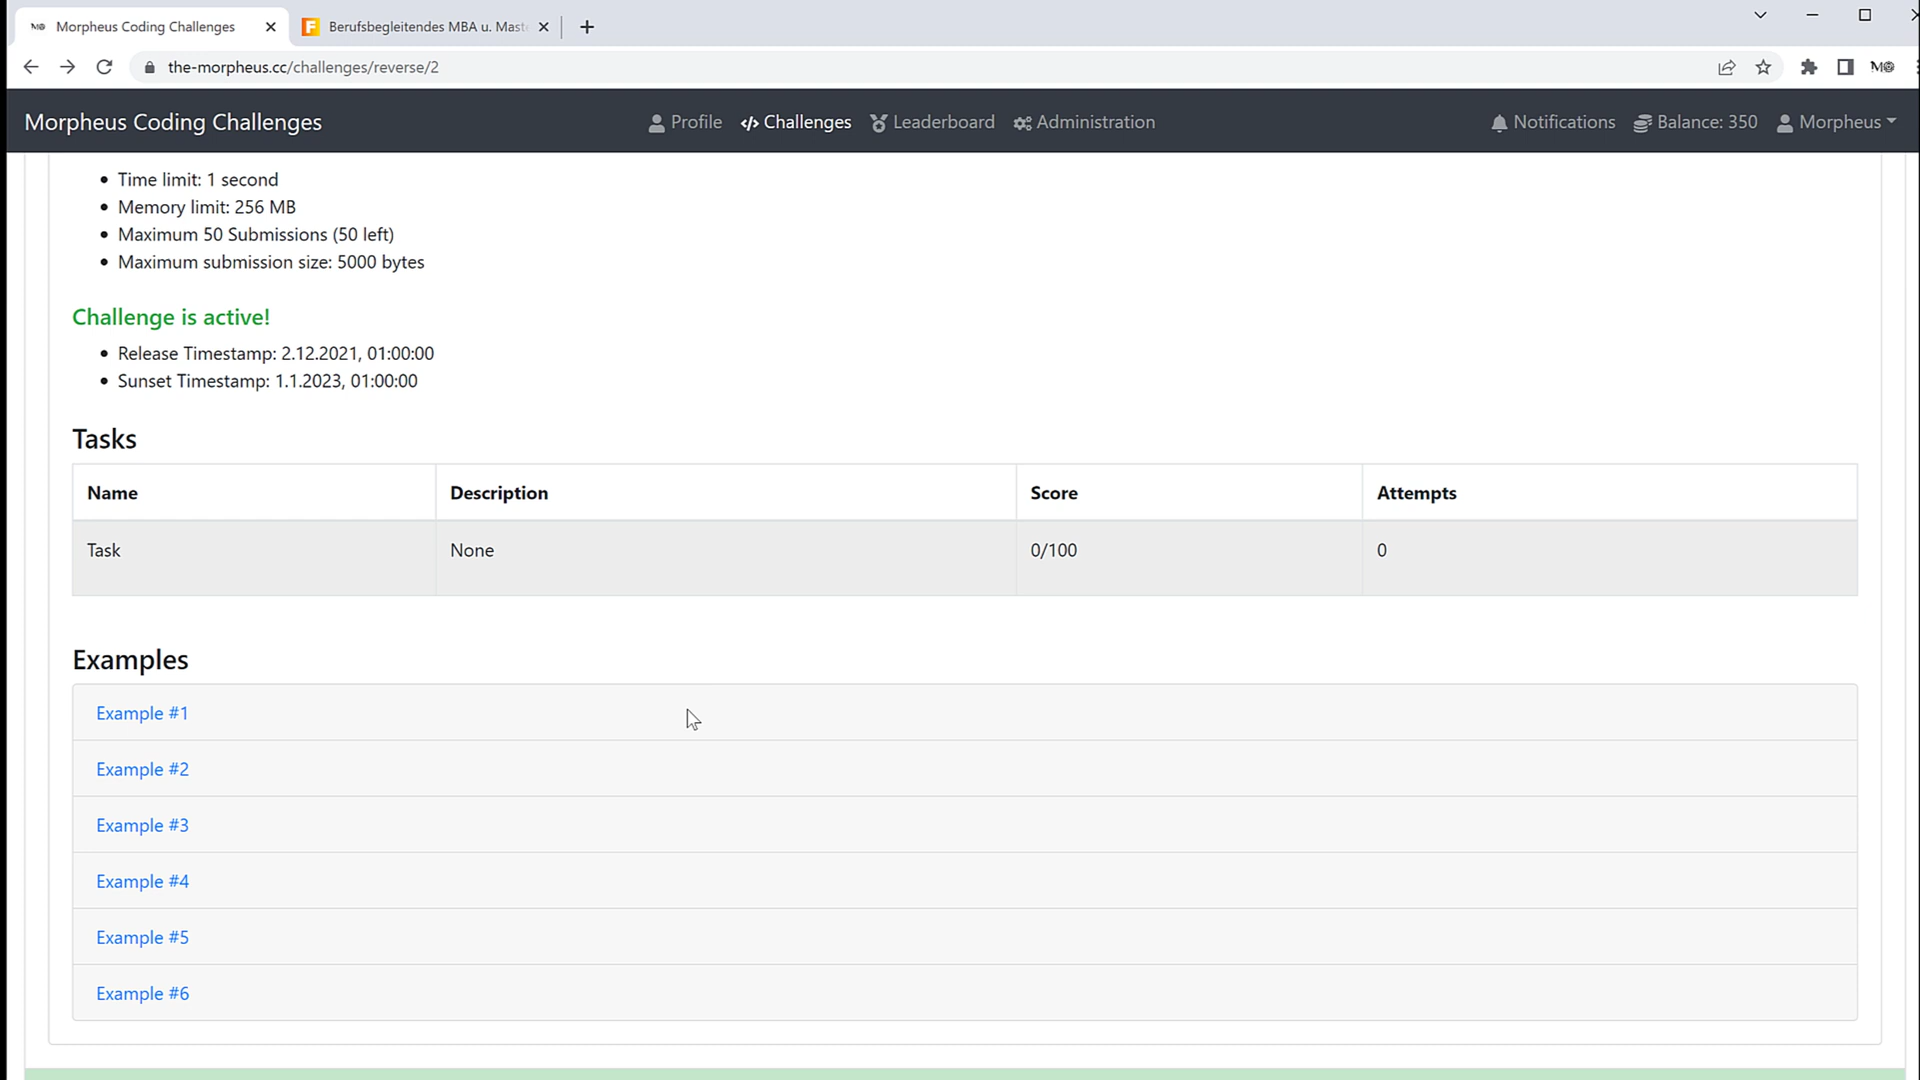 Morpheus Coding Challenges
Berufsbegleitendes MBA u. Mast
the-morpheus.cc/challenges/reverse/2
Morpheus Coding Challenges
Profile
Challenges
Leaderboard
Administration
Notifications
Balance: 350
Morpheus
Time limit: 1 second
Memory limit: 256 MB
Maximum 50 Submissions (50 left)
Maximum submission size: 5000 bytes
Challenge is active!
Release Timestamp: 2.12.2021, 01:00:00
Sunset Timestamp: 1.1.2023, 01:00:00
Tasks
Name Description Score Attempts
Task None 0/100 0
Examples
Example #1
Example #2
Example #3
Example #4
Example #5
Example #6